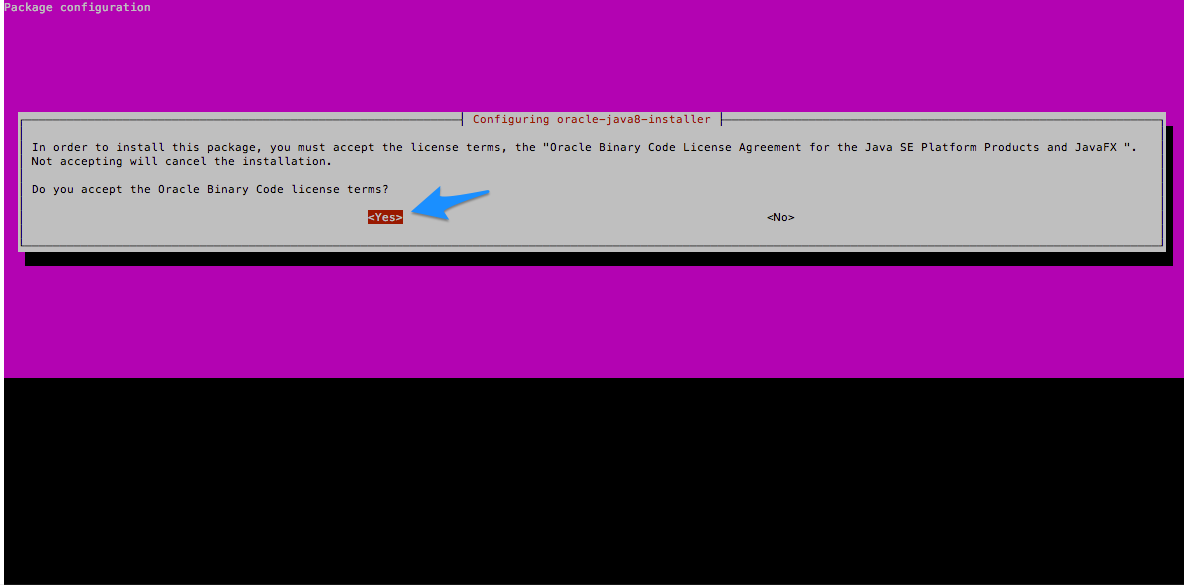 Package configuration
Configuring oracle-java8-installer
In order to install this package, you must accept the license terms, the "Oracle Binary Code License Agreement for the Java SE Platform Products and JavaFX ".
Not accepting will cancel the installation.
Do you accept the Oracle Binary Code license terms?
<Yes> <No>